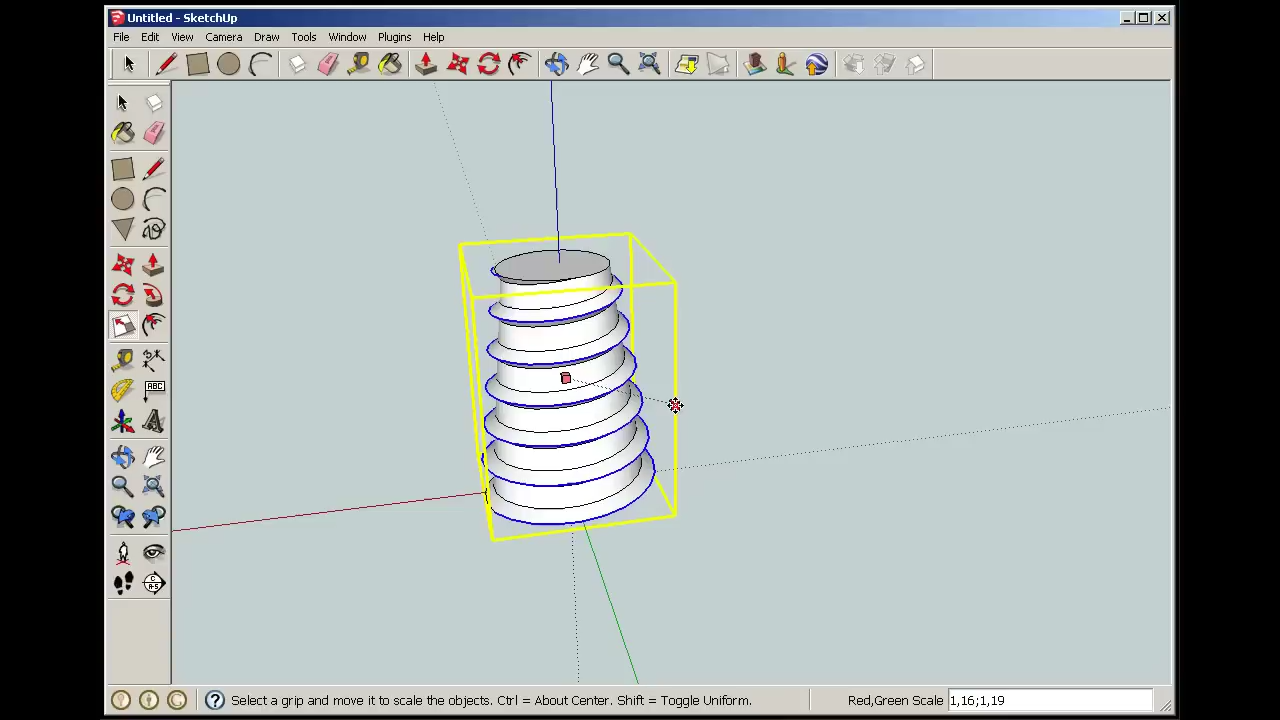 Untitled - SketchUp
File Edit View Camera Draw Tools Window Plugins Help
ABC
A
C
A-S
Select a grip and move it to scale the objects. Ctrl = About Center. Shift = Toggle Uniform. Red,Green Scale 1,16;1,19